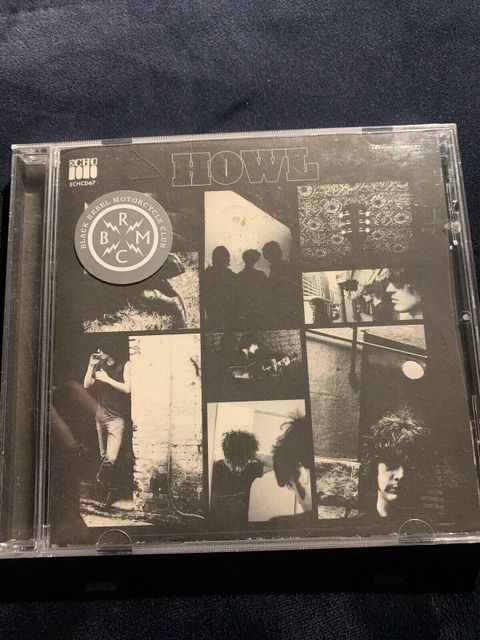 ECHO
ECHCD67
HOWL
BLACK REBEL MOTORCYCLE CLUB
B R M C